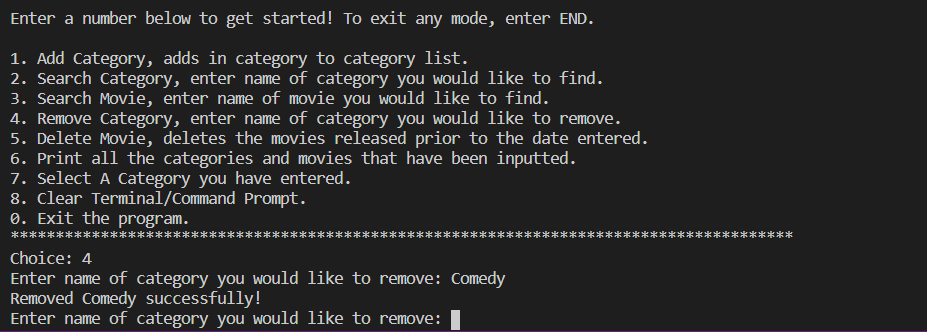 Enter a number below to get started! To exit any mode, enter END.
1. Add Category, adds in category to category list.
2. Search Category, enter name of category you would like to find.
3. Search Movie, enter name of movie you would like to find.
4. Remove Category, enter name of category you would like to remove.
5. Delete Movie, deletes the movies released prior to the date entered.
6. Print all the categories and movies that have been inputted.
7. Select A Category you have entered.
8. Clear Terminal/Command Prompt.
0. Exit the program.
***************************************************************************************
Choice: 4
Enter name of category you would like to remove: Comedy
Removed Comedy successfully!
Enter name of category you would like to remove: